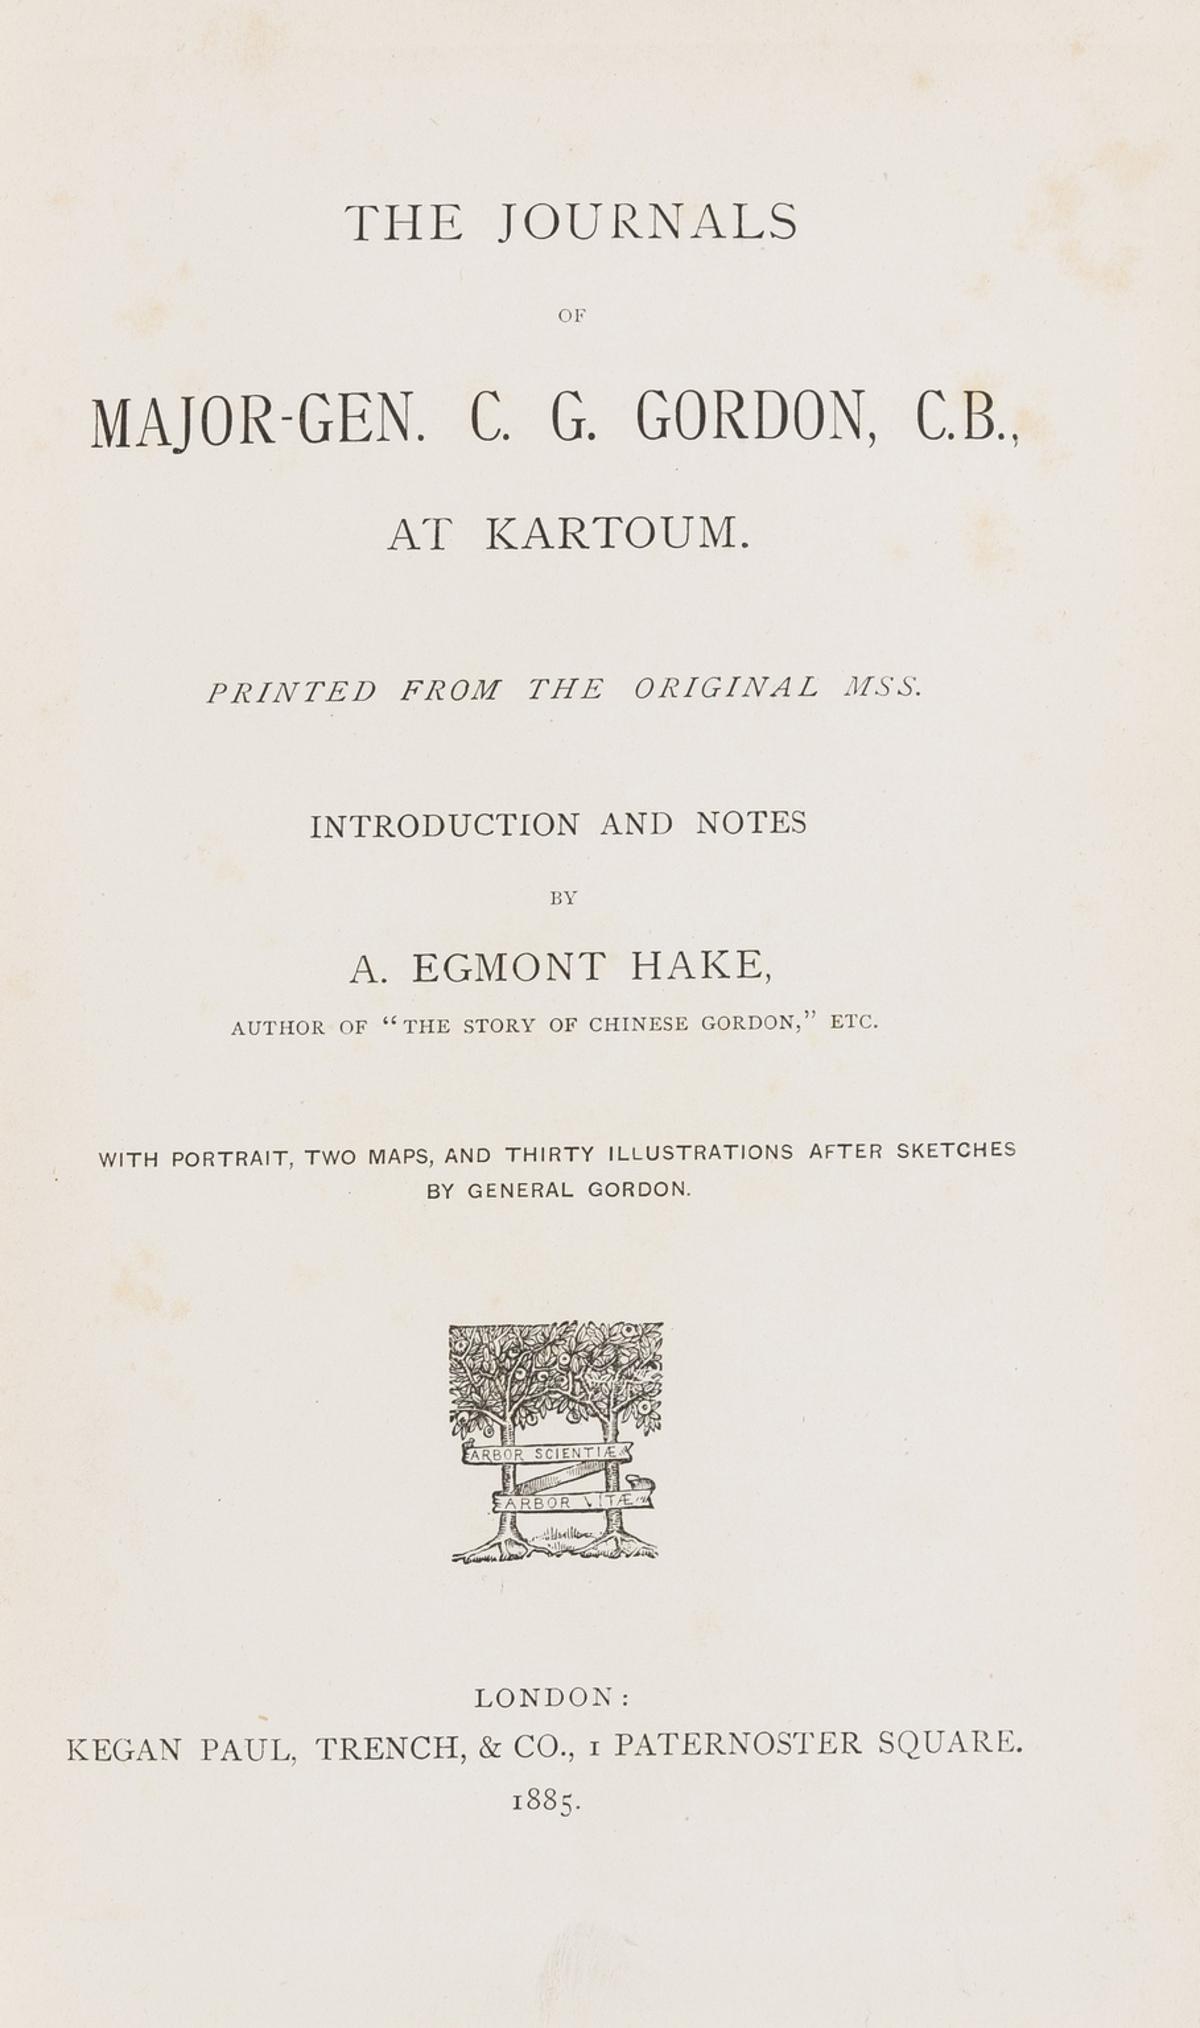 THE JOURNALS
OF
MAJOR-GEN. C. G. GORDON, C.B.,
AT KARTOUM.
PRINTED FROM THE ORIGINAL MSS.
INTRODUCTION AND NOTES
BY
A. EGMONT HAKE,
AUTHOR OF “THE STORY OF CHINESE GORDON,” ETC.
WITH PORTRAIT, TWO MAPS, AND THIRTY ILLUSTRATIONS AFTER SKETCHES
BY GENERAL GORDON.
ARBOR SCIENTIÆ
ARBOR VITÆ
LONDON:
KEGAN PAUL, TRENCH, & CO., 1 PATERNOSTER SQUARE.
1885.